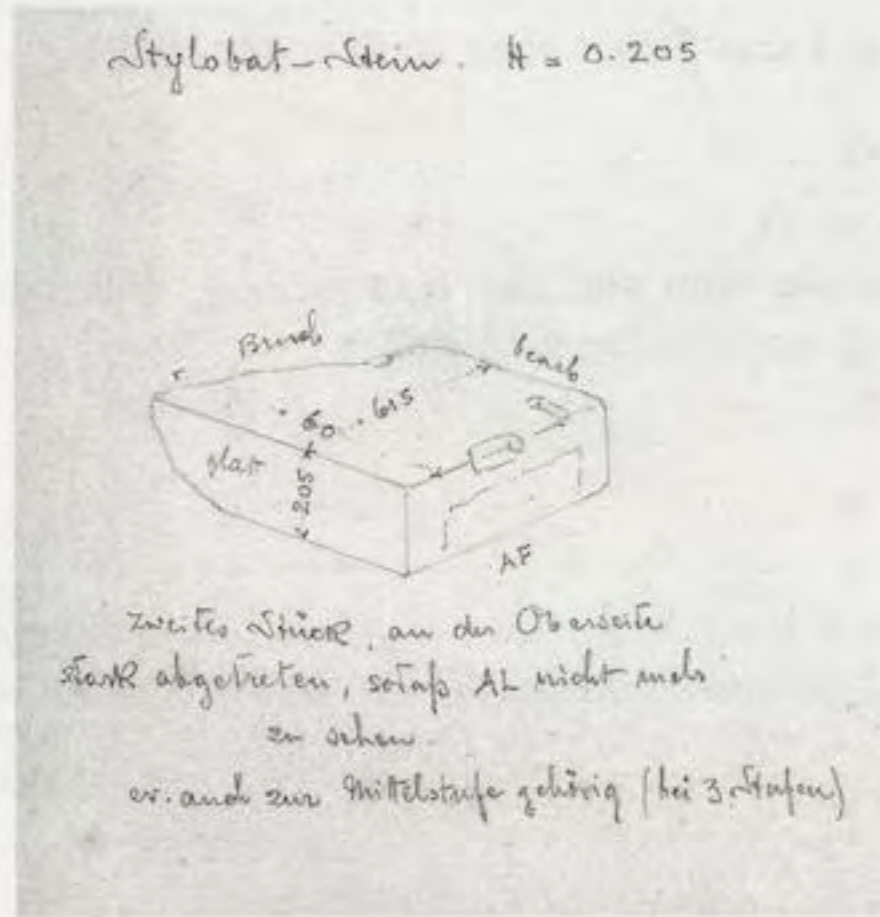 Stylobat-Stein. H = 0.205
Bruch
bearb
60 . 615
glatt
205
AF
Zweites Stück, an der Oberseite
stark abgetreten, sodaß AL nicht mehr
zu sehen.
ev. auch zur Mittelstufe gehörig (bei 3 Stufen)